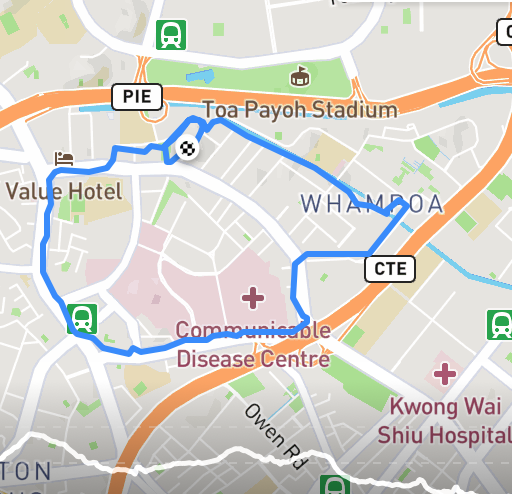 PIE
Toa Payoh Stadium
Value Hotel
WHAMPOA
CTE
Communicable
Disease Centre
Kwong Wai
Shiu Hospital
Owen Rd
TON